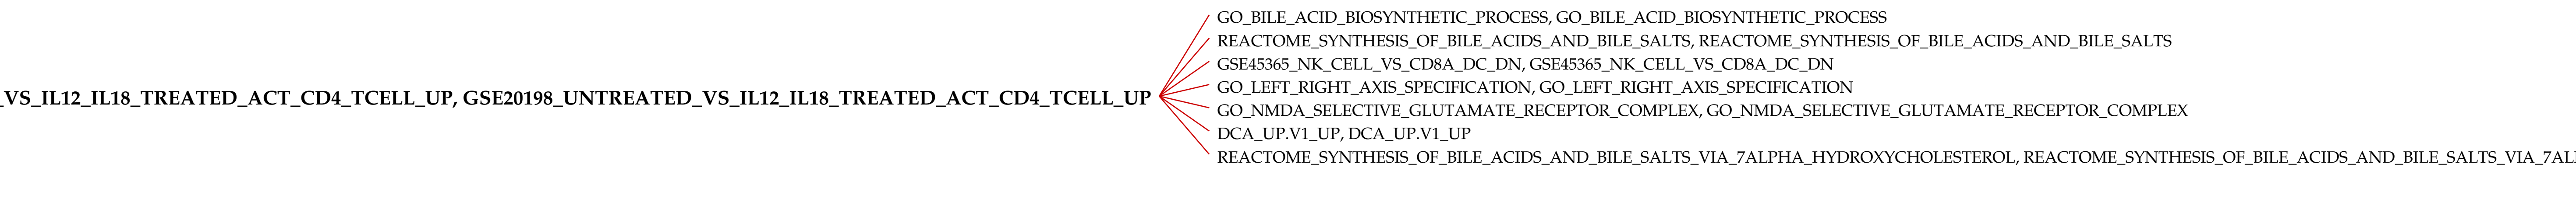 GO_BILE_ACID_BIOSYNTHETIC_PROCESS, GO_BILE_ACID_BIOSYNTHETIC_PROCESS
REACTOME_SYNTHESIS_OF_BILE_ACIDS_AND_BILE_SALTS, REACTOME_SYNTHESIS_OF_BILE_ACIDS_AND_BILE_SALTS
GSE45365_NK_CELL_VS_CD8A_DC_DN, GSE45365_NK_CELL_VS_CD8A_DC_DN
GO_LEFT_RIGHT_AXIS_SPECIFICATION, GO_LEFT_RIGHT_AXIS_SPECIFICATION
_VS_IL12_IL18_TREATED_ACT_CD4_TCELL_UP, GSE20198_UNTREATED_VS_IL12_IL18_TREATED_ACT_CD4_TCELL_UP
GO_NMDA_SELECTIVE_GLUTAMATE_RECEPTOR_COMPLEX, GO_NMDA_SELECTIVE_GLUTAMATE_RECEPTOR_COMPLEX
DCA_UP.V1_UP, DCA_UP.V1_UP
REACTOME_SYNTHESIS_OF_BILE_ACIDS_AND_BILE_SALTS_VIA_7ALPHA_HYDROXYCHOLESTEROL, REACTOME_SYNTHESIS_OF_BILE_ACIDS_AND_BILE_SALTS_VIA_7AL